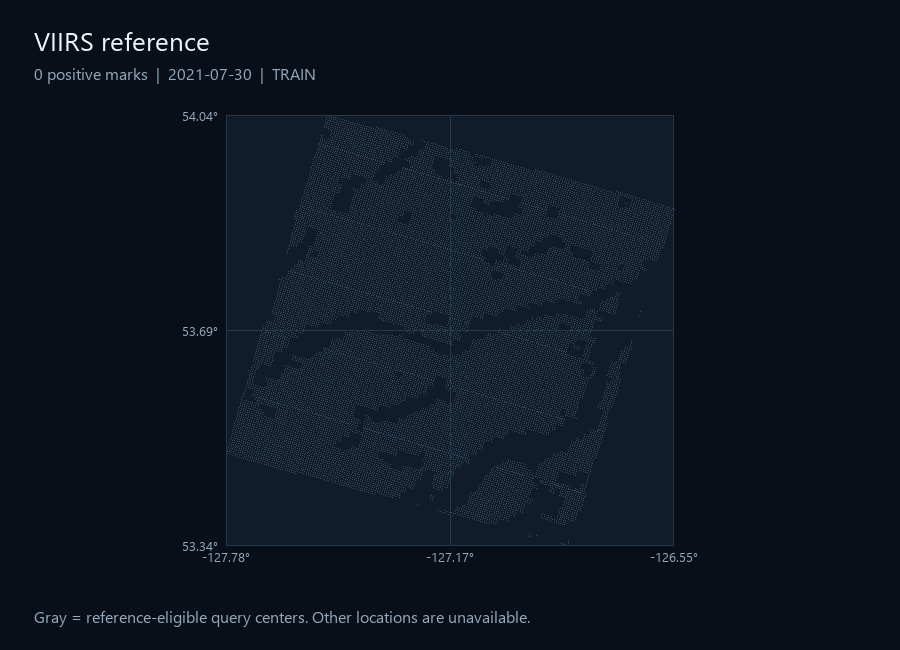 VIIRS reference
0 positive marks | 2021-07-30 | TRAIN
54.04°
53.69°
53.34°
-127.78°
-127.17°
-126.55°
Gray = reference-eligible query centers. Other locations are unavailable.